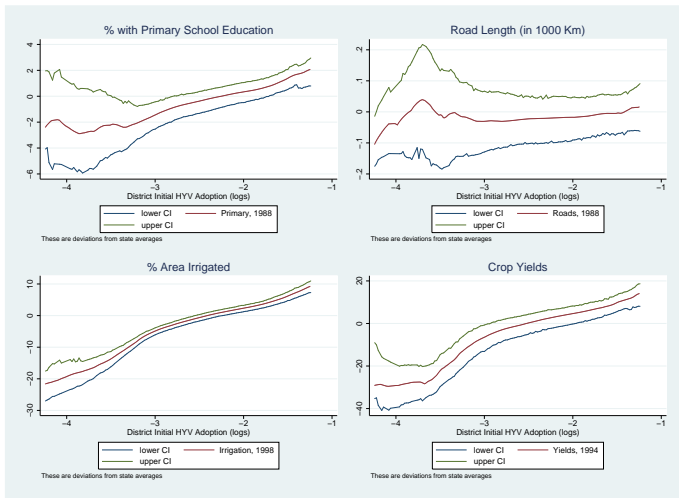 % with Primary School Education
4
2
0
−2
−4
−6
−4
−3
−2
−1
District Initial HYV Adoption (logs)
lower CI
Primary, 1988
upper CI
These are deviations from state averages
Road Length (in 1000 Km)
.2
.1
0
−.1
−.2
−4
−3
−2
−1
District Initial HYV Adoption (logs)
lower CI
Roads, 1988
upper CI
These are deviations from state averages
% Area Irrigated
10
0
−10
−20
−30
−4
−3
−2
−1
District Initial HYV Adoption (logs)
lower CI
Irrigation, 1998
upper CI
These are deviations from state averages
Crop Yields
20
0
−20
−40
−4
−3
−2
−1
District Initial HYV Adoption (logs)
lower CI
Yields, 1994
upper CI
These are deviations from state averages